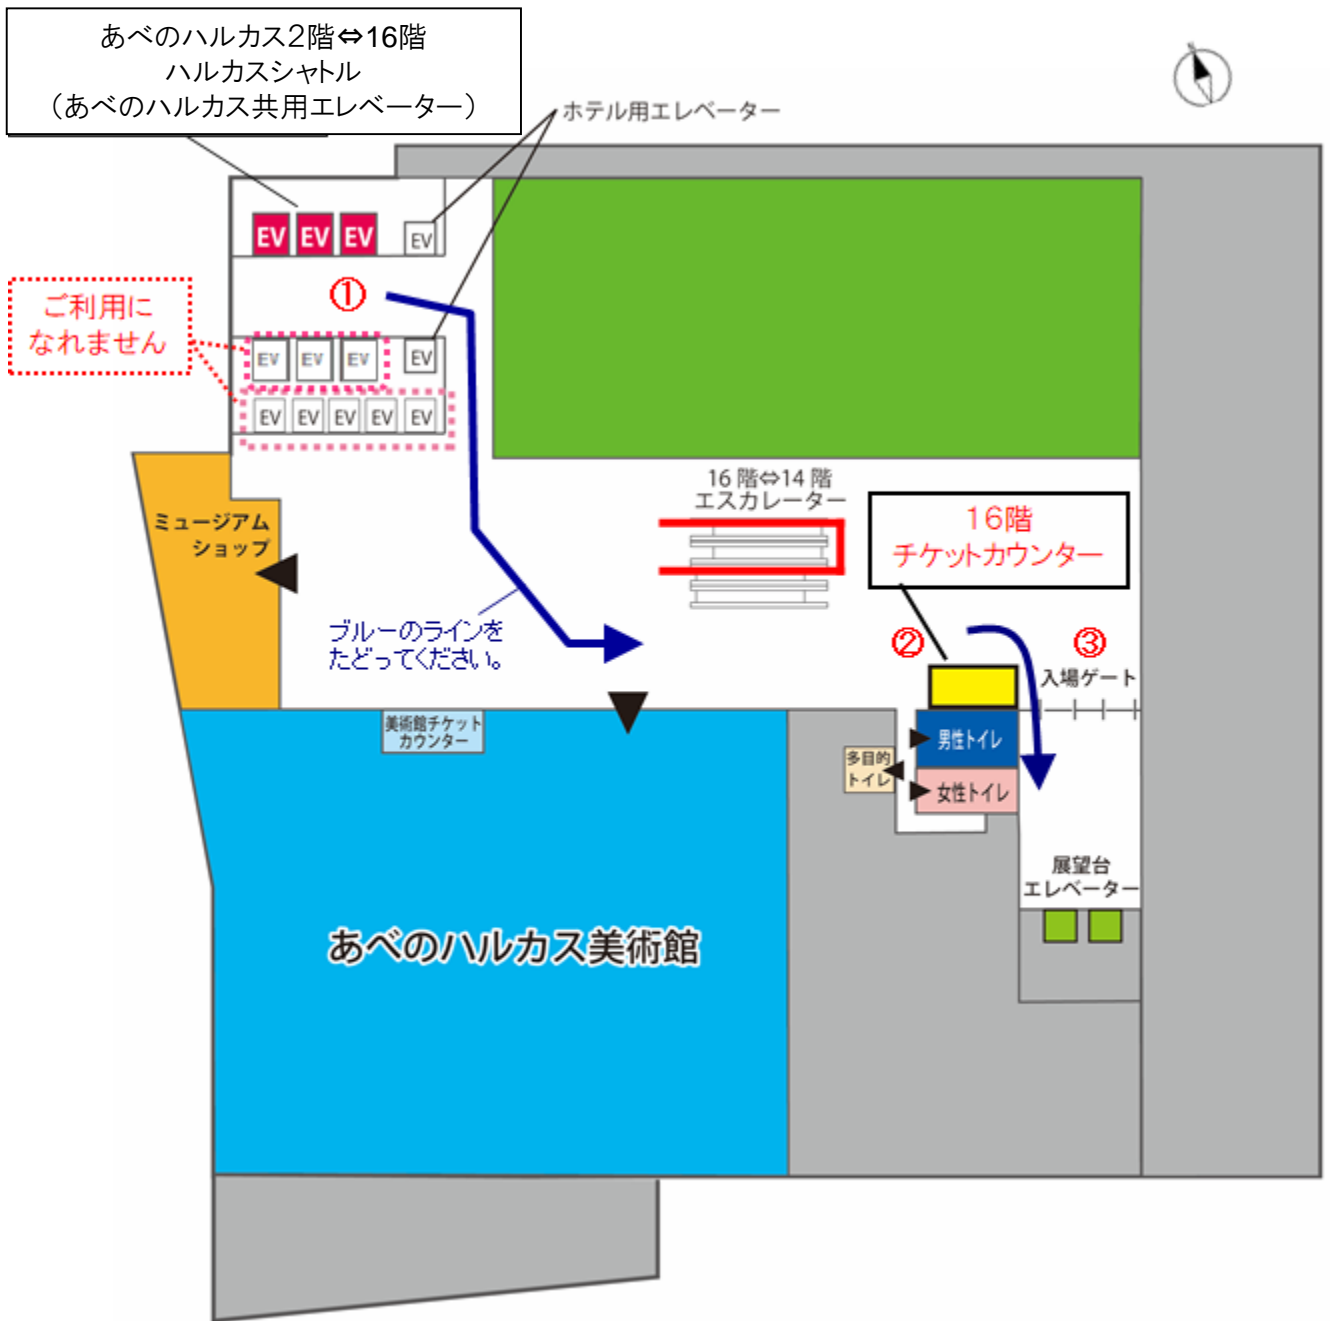 あべのハルカス2階⇔16階
ハルカスシャトル
（あべのハルカス共用エレベーター）
ホテル用エレベーター
EV EV EV EV
①
ご利用に
なれません
EV EV EV EV
EV EV EV EV EV
16 階⇔14 階
エスカレーター
16階
チケットカウンター
ミュージアム
ショップ
ブルーのラインを
たどってください。
②
③
入場ゲート
美術館チケット
カウンター
男性トイレ
多目的
トイレ
女性トイレ
展望台
エレベーター
あべのハルカス美術館